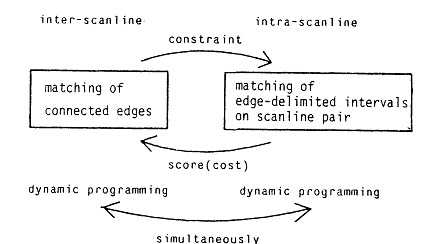 inter-scanline
intra-scanline
constraint
matching of
connected edges
matching of
edge-delimited intervals
on scanline pair
score(cost)
dynamic programming
dynamic programming
simultaneously